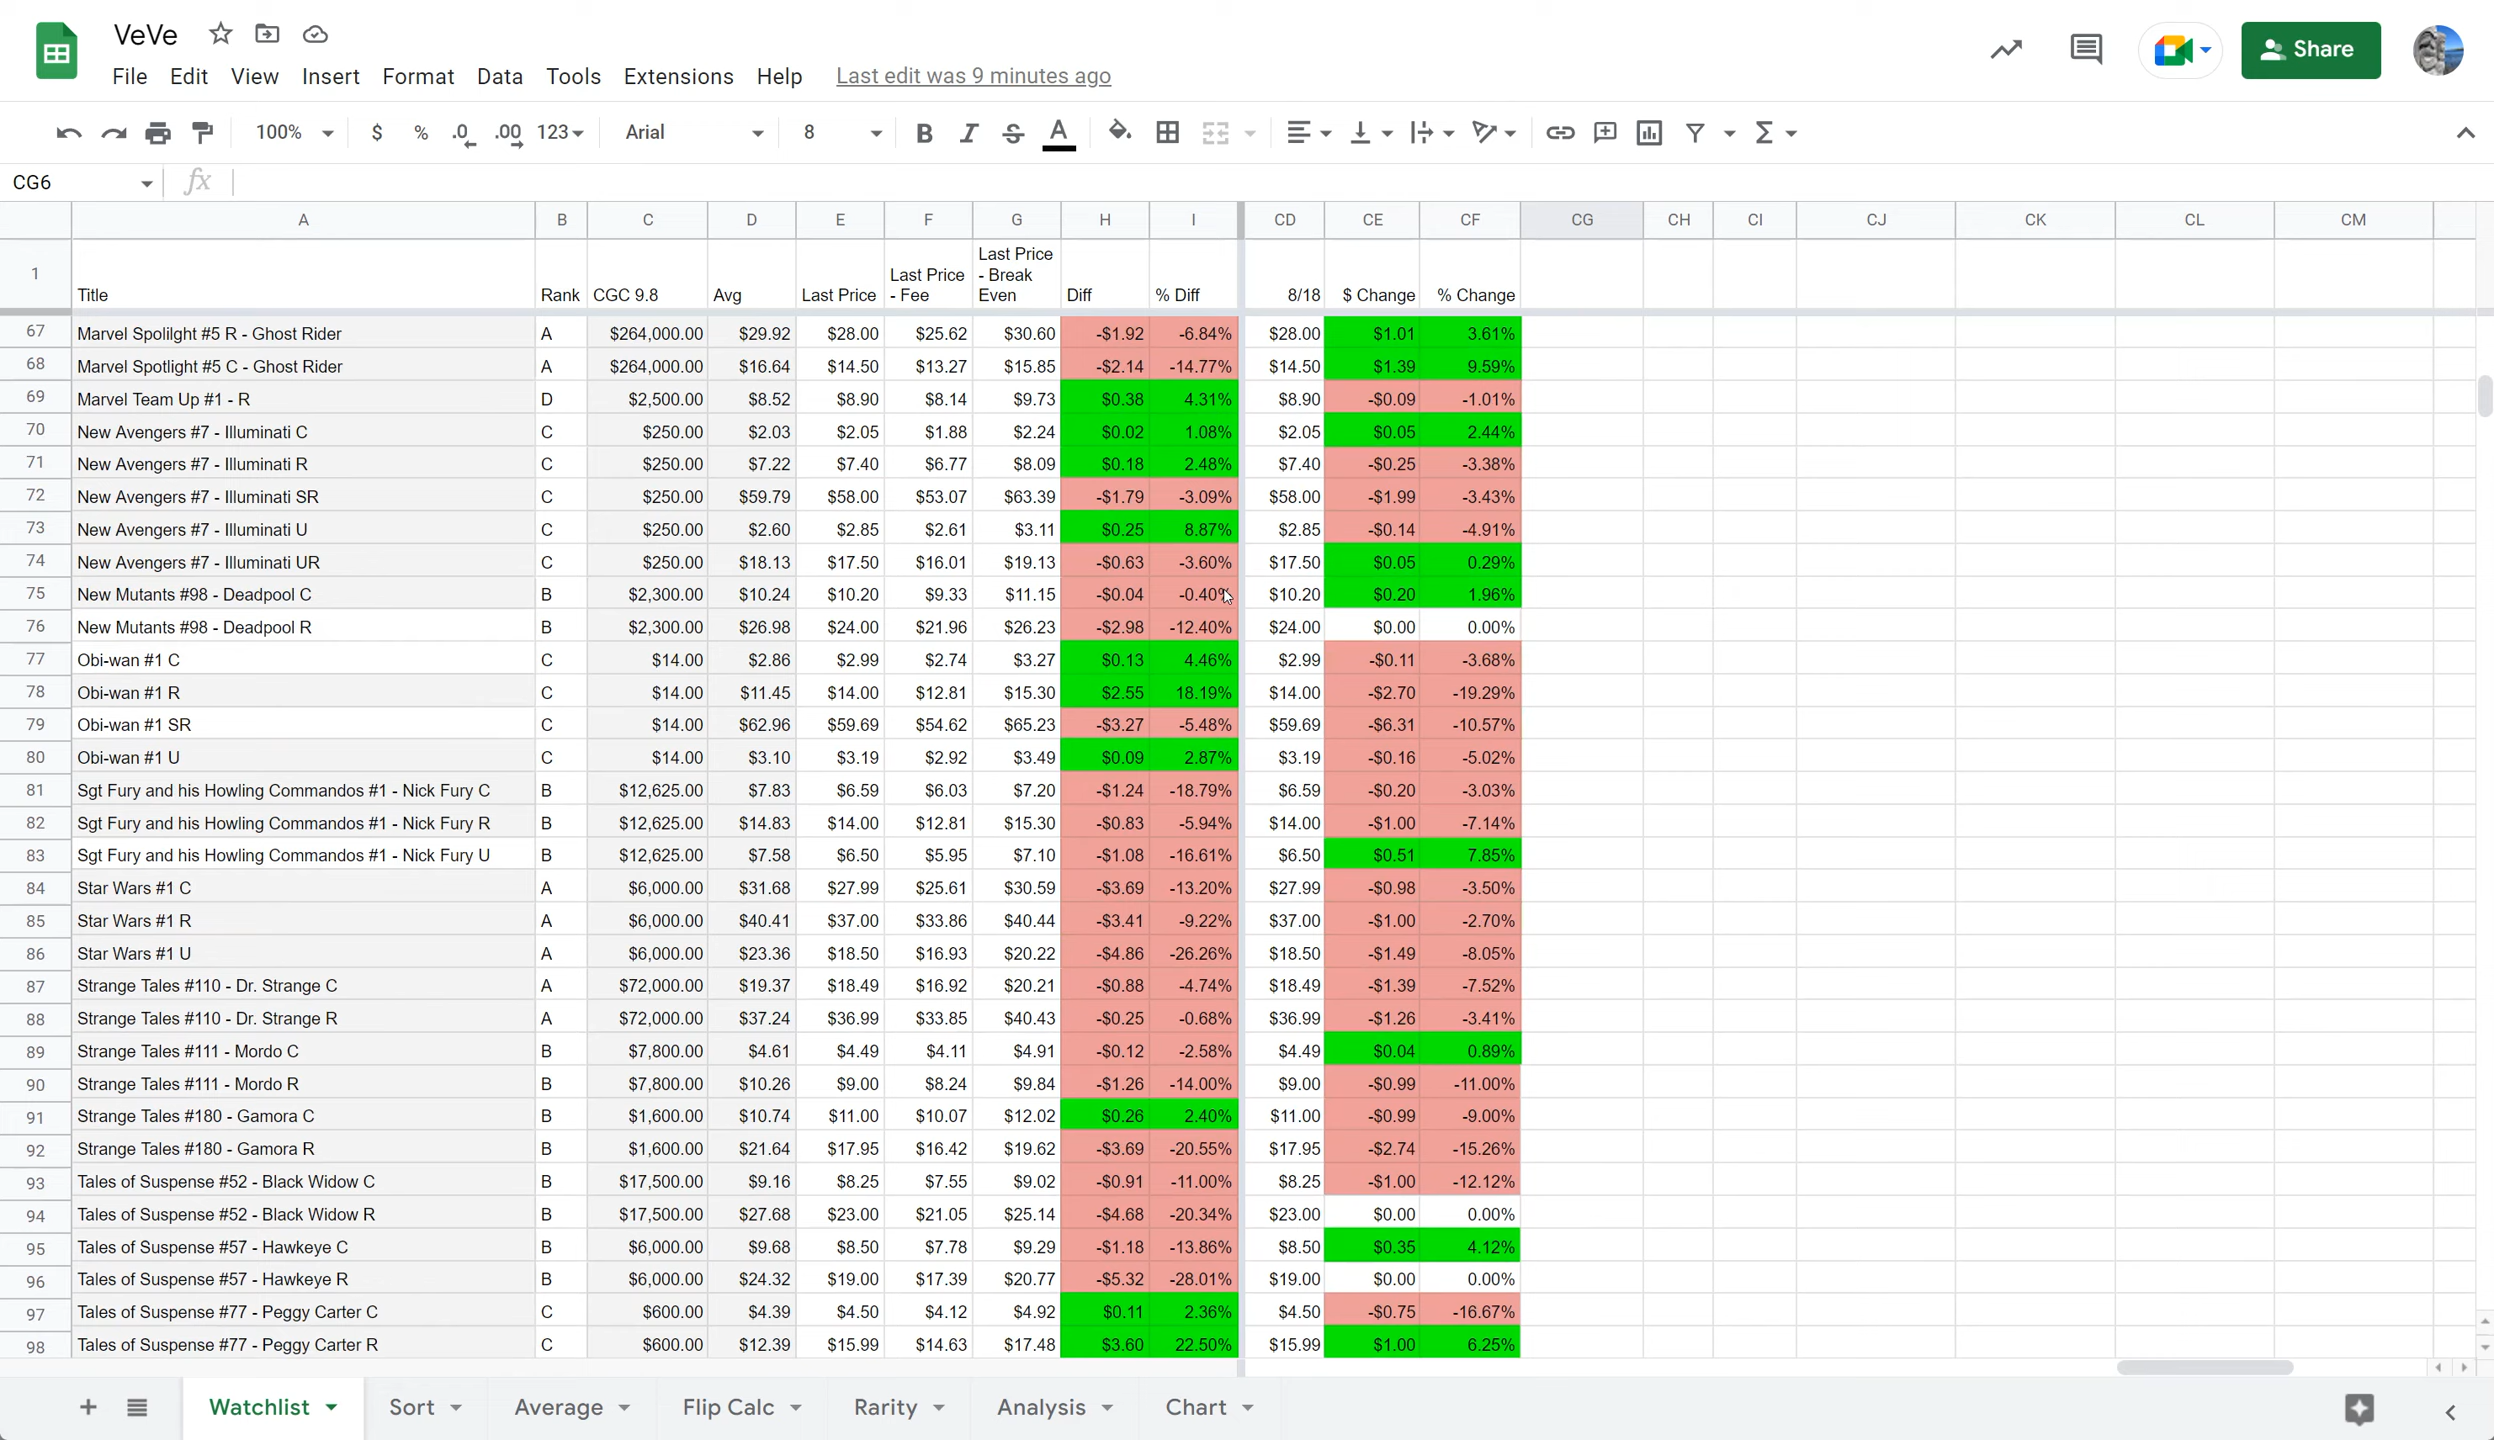 VeVe
File Edit View Insert Format Data Tools Extensions Help Last edit was 9 minutes ago
Share
100% $ % .0 .00 123 Arial 8 B I S A
CG6 fx
A B C D E F G H I CD CE CF CG CH CI CJ CK CL CM
1 Title Rank CGC 9.8 Avg Last Price Last Price - Fee Last Price - Break Even Diff % Diff 8/18 $ Change % Change
67 Marvel Spolilght #5 R - Ghost Rider A $264,000.00 $29.92 $28.00 $25.62 $30.60 -$1.92 -6.84% $28.00 $1.01 3.61%
68 Marvel Spotlight #5 C - Ghost Rider A $264,000.00 $16.64 $14.50 $13.27 $15.85 -$2.14 -14.77% $14.50 $1.39 9.59%
69 Marvel Team Up #1 - R D $2,500.00 $8.52 $8.90 $8.14 $9.73 $0.38 4.31% $8.90 -$0.09 -1.01%
70 New Avengers #7 - Illuminati C C $250.00 $2.03 $2.05 $1.88 $2.24 $0.02 1.08% $2.05 $0.05 2.44%
71 New Avengers #7 - Illuminati R C $250.00 $7.22 $7.40 $6.77 $8.09 $0.18 2.48% $7.40 -$0.25 -3.38%
72 New Avengers #7 - Illuminati SR C $250.00 $59.79 $58.00 $53.07 $63.39 -$1.79 -3.09% $58.00 -$1.99 -3.43%
73 New Avengers #7 - Illuminati U C $250.00 $2.60 $2.85 $2.61 $3.11 $0.25 8.87% $2.85 -$0.14 -4.91%
74 New Avengers #7 - Illuminati UR C $250.00 $18.13 $17.50 $16.01 $19.13 -$0.63 -3.60% $17.50 $0.05 0.29%
75 New Mutants #98 - Deadpool C B $2,300.00 $10.24 $10.20 $9.33 $11.15 -$0.04 -0.40% $10.20 $0.20 1.96%
76 New Mutants #98 - Deadpool R B $2,300.00 $26.98 $24.00 $21.96 $26.23 -$2.98 -12.40% $24.00 $0.00 0.00%
77 Obi-wan #1 C C $14.00 $2.86 $2.99 $2.74 $3.27 $0.13 4.46% $2.99 -$0.11 -3.68%
78 Obi-wan #1 R C $14.00 $11.45 $14.00 $12.81 $15.30 $2.55 18.19% $14.00 -$2.70 -19.29%
79 Obi-wan #1 SR C $14.00 $62.96 $59.69 $54.62 $65.23 -$3.27 -5.48% $59.69 -$6.31 -10.57%
80 Obi-wan #1 U C $14.00 $3.10 $3.19 $2.92 $3.49 $0.09 2.87% $3.19 -$0.16 -5.02%
81 Sgt Fury and his Howling Commandos #1 - Nick Fury C B $12,625.00 $7.83 $6.59 $6.03 $7.20 -$1.24 -18.79% $6.59 -$0.20 -3.03%
82 Sgt Fury and his Howling Commandos #1 - Nick Fury R B $12,625.00 $14.83 $14.00 $12.81 $15.30 -$0.83 -5.94% $14.00 -$1.00 -7.14%
83 Sgt Fury and his Howling Commandos #1 - Nick Fury U B $12,625.00 $7.58 $6.50 $5.95 $7.10 -$1.08 -16.61% $6.50 $0.51 7.85%
84 Star Wars #1 C A $6,000.00 $31.68 $27.99 $25.61 $30.59 -$3.69 -13.20% $27.99 -$0.98 -3.50%
85 Star Wars #1 R A $6,000.00 $40.41 $37.00 $33.86 $40.44 -$3.41 -9.22% $37.00 -$1.00 -2.70%
86 Star Wars #1 U A $6,000.00 $23.36 $18.50 $16.93 $20.22 -$4.86 -26.26% $18.50 -$1.49 -8.05%
87 Strange Tales #110 - Dr. Strange C A $72,000.00 $19.37 $18.49 $16.92 $20.21 -$0.88 -4.74% $18.49 -$1.39 -7.52%
88 Strange Tales #110 - Dr. Strange R A $72,000.00 $37.24 $36.99 $33.85 $40.43 -$0.25 -0.68% $36.99 -$1.26 -3.41%
89 Strange Tales #111 - Mordo C B $7,800.00 $4.61 $4.49 $4.11 $4.91 -$0.12 -2.58% $4.49 $0.04 0.89%
90 Strange Tales #111 - Mordo R B $7,800.00 $10.26 $9.00 $8.24 $9.84 -$1.26 -14.00% $9.00 -$0.99 -11.00%
91 Strange Tales #180 - Gamora C B $1,600.00 $10.74 $11.00 $10.07 $12.02 $0.26 2.40% $11.00 -$0.99 -9.00%
92 Strange Tales #180 - Gamora R B $1,600.00 $21.64 $17.95 $16.42 $19.62 -$3.69 -20.55% $17.95 -$2.74 -15.26%
93 Tales of Suspense #52 - Black Widow C B $17,500.00 $9.16 $8.25 $7.55 $9.02 -$0.91 -11.00% $8.25 -$1.00 -12.12%
94 Tales of Suspense #52 - Black Widow R B $17,500.00 $27.68 $23.00 $21.05 $25.14 -$4.68 -20.34% $23.00 $0.00 0.00%
95 Tales of Suspense #57 - Hawkeye C B $6,000.00 $9.68 $8.50 $7.78 $9.29 -$1.18 -13.86% $8.50 $0.35 4.12%
96 Tales of Suspense #57 - Hawkeye R B $6,000.00 $24.32 $19.00 $17.39 $20.77 -$5.32 -28.01% $19.00 $0.00 0.00%
97 Tales of Suspense #77 - Peggy Carter C C $600.00 $4.39 $4.50 $4.12 $4.92 $0.11 2.36% $4.50 -$0.75 -16.67%
98 Tales of Suspense #77 - Peggy Carter R C $600.00 $12.39 $15.99 $14.63 $17.48 $3.60 22.50% $15.99 $1.00 6.25%
Watchlist Sort Average Flip Calc Rarity Analysis Chart